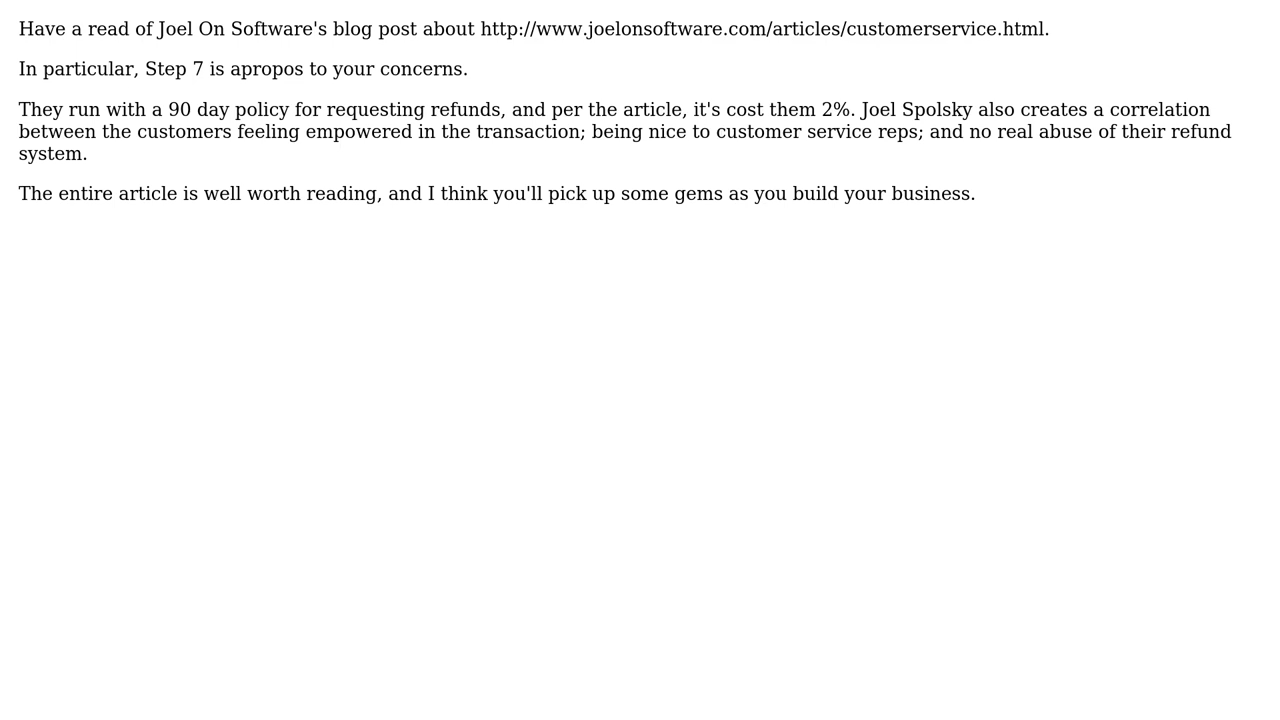 Have a read of Joel On Software's blog post about http://www.joelonsoftware.com/articles/customerservice.html.
In particular, Step 7 is apropos to your concerns.
They run with a 90 day policy for requesting refunds, and per the article, it's cost them 2%. Joel Spolsky also creates a correlation
between the customers feeling empowered in the transaction; being nice to customer service reps; and no real abuse of their refund
system.
The entire article is well worth reading, and I think you'll pick up some gems as you build your business.